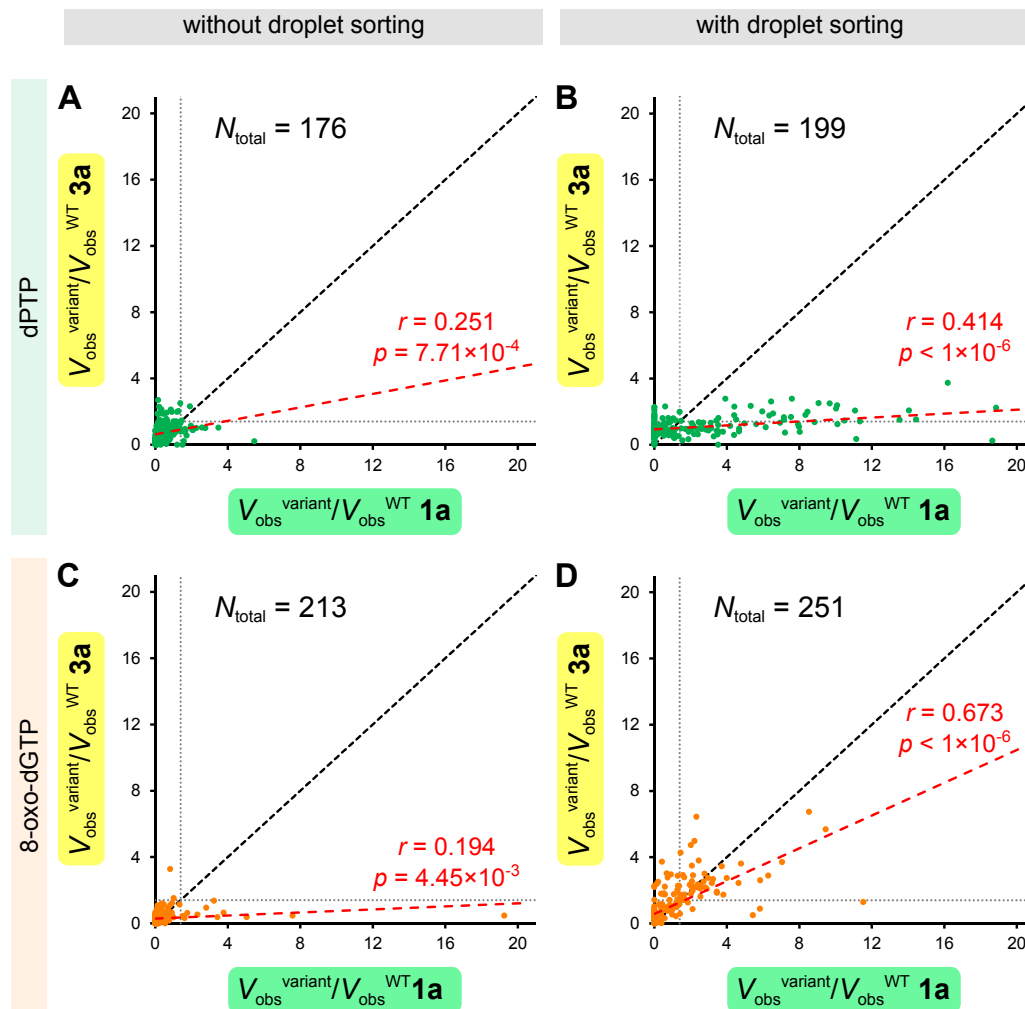 without droplet sorting
with droplet sorting
dPTP
A
N_total = 176
V_obs^variant/V_obs^WT 3a
20
16
12
8
4
0
r = 0.251
p = 7.71×10^-4
0 4 8 12 16 20
V_obs^variant/V_obs^WT 1a
B
N_total = 199
V_obs^variant/V_obs^WT 3a
20
16
12
8
4
0
r = 0.414
p < 1×10^-6
0 4 8 12 16 20
V_obs^variant/V_obs^WT 1a
8-oxo-dGTP
C
N_total = 213
V_obs^variant/V_obs^WT 3a
20
16
12
8
4
0
r = 0.194
p = 4.45×10^-3
0 4 8 12 16 20
V_obs^variant/V_obs^WT 1a
D
N_total = 251
V_obs^variant/V_obs^WT 3a
20
16
12
8
4
0
r = 0.673
p < 1×10^-6
0 4 8 12 16 20
V_obs^variant/V_obs^WT 1a